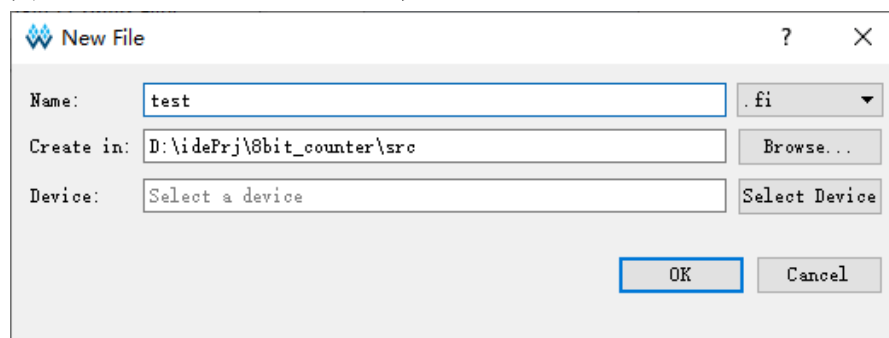 New File ?
Name: test .fi
Create in: D:\idePrj\8bit_counter\src Browse...
Device: Select a device Select Device
OK Cancel